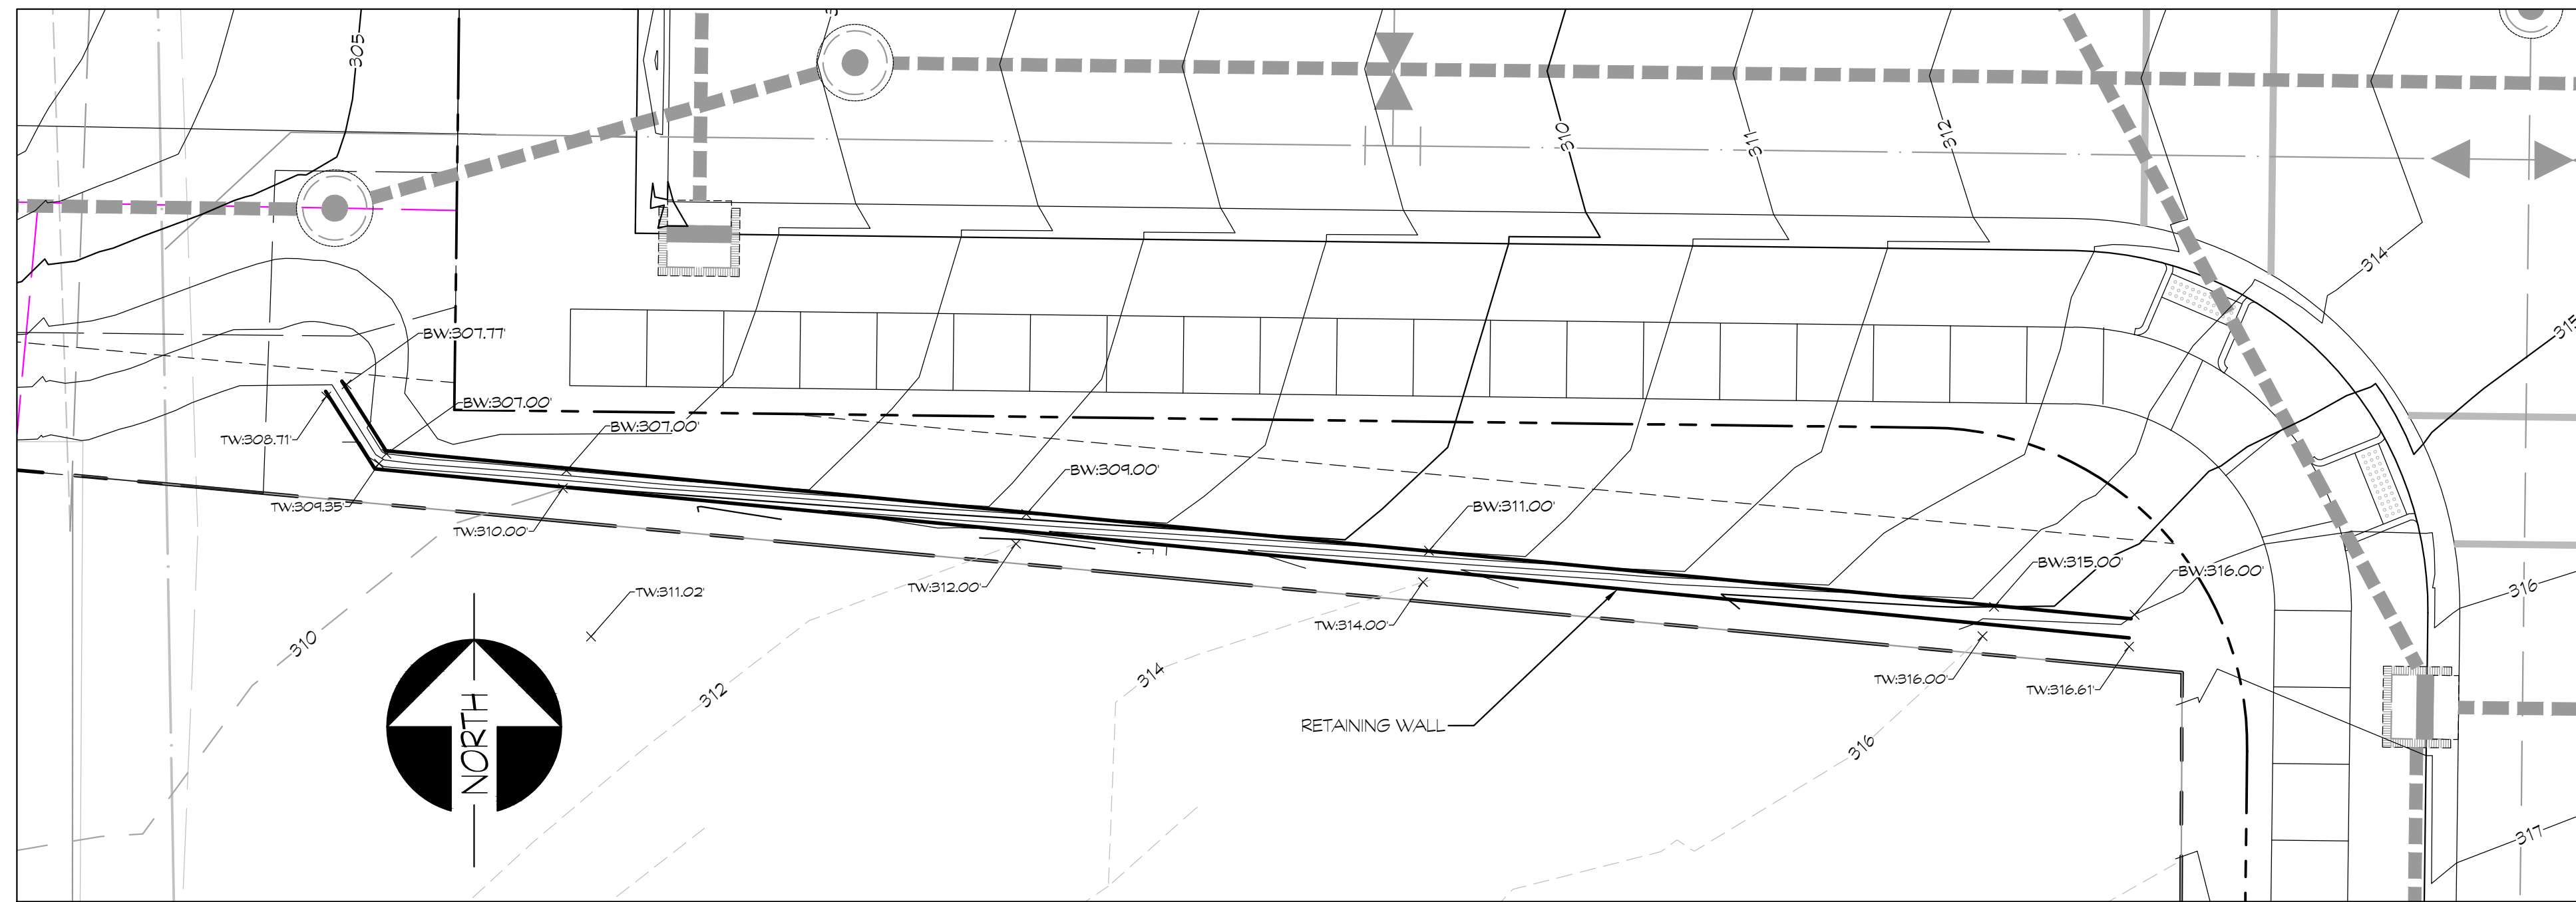 305
310
311
312
314
315
BW:307.77'
BW:307.00'
BW:307.00'
TW:308.71'
BW:309.00'
TW:309.35'
BW:311.00'
TW:310.00'
BW:315.00'
BW:316.00'
TW:312.00'
TW:311.02'
316
TW:314.00'
310
314
312
TW:316.00'
TW:316.61'
RETAINING WALL
NORTH
316
317